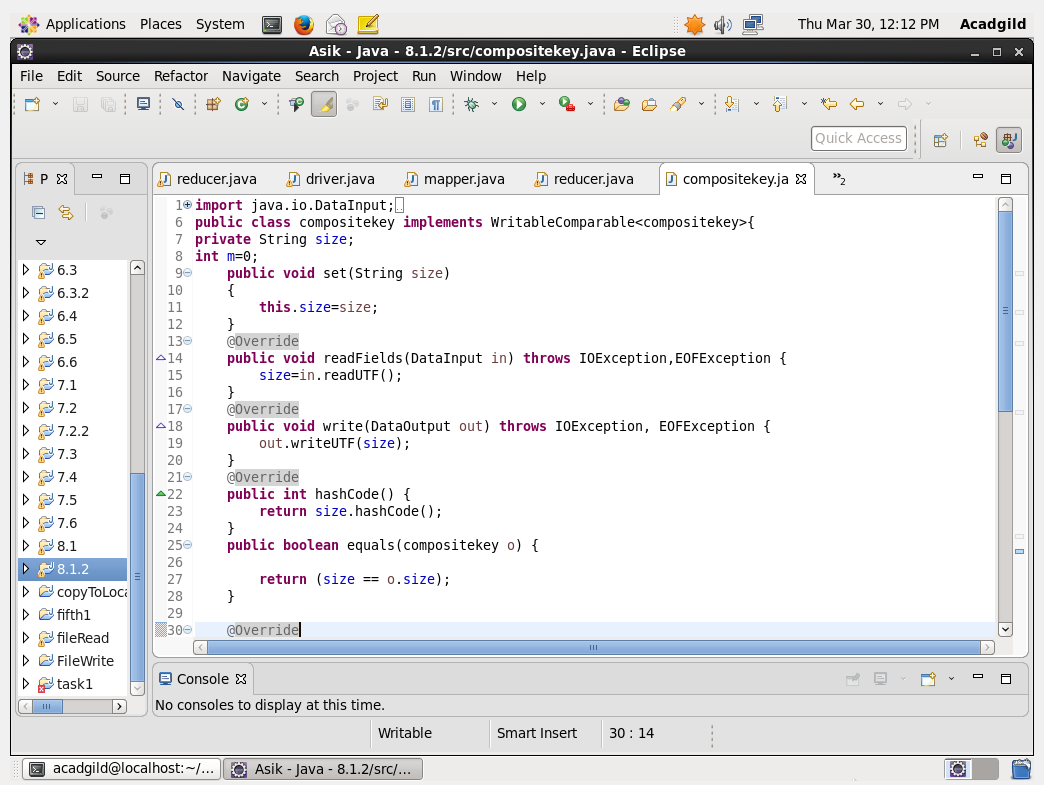 Applications Places System Thu Mar 30, 12:12 PM Acadgild
Asik - Java - 8.1.2/src/compositekey.java - Eclipse
File Edit Source Refactor Navigate Search Project Run Window Help
Quick Access
P
reducer.java driver.java mapper.java reducer.java compositekey.ja »2
6.3
6.3.2
6.4
6.5
6.6
7.1
7.2
7.2.2
7.3
7.4
7.5
7.6
8.1
8.1.2
copyToLoca
fifth1
fileRead
FileWrite
task1
1 import java.io.DataInput;
6 public class compositekey implements WritableComparable<compositekey>{
7 private String size;
8 int m=0;
9     public void set(String size)
10     {
11         this.size=size;
12     }
13     @Override
14     public void readFields(DataInput in) throws IOException,EOFException {
15         size=in.readUTF();
16     }
17     @Override
18     public void write(DataOutput out) throws IOException, EOFException {
19         out.writeUTF(size);
20     }
21     @Override
22     public int hashCode() {
23         return size.hashCode();
24     }
25     public boolean equals(compositekey o) {
26
27         return (size == o.size);
28     }
29
30     @Override
Console
No consoles to display at this time.
Writable Smart Insert 30 : 14
acadgild@localhost:~/... Asik - Java - 8.1.2/src/...